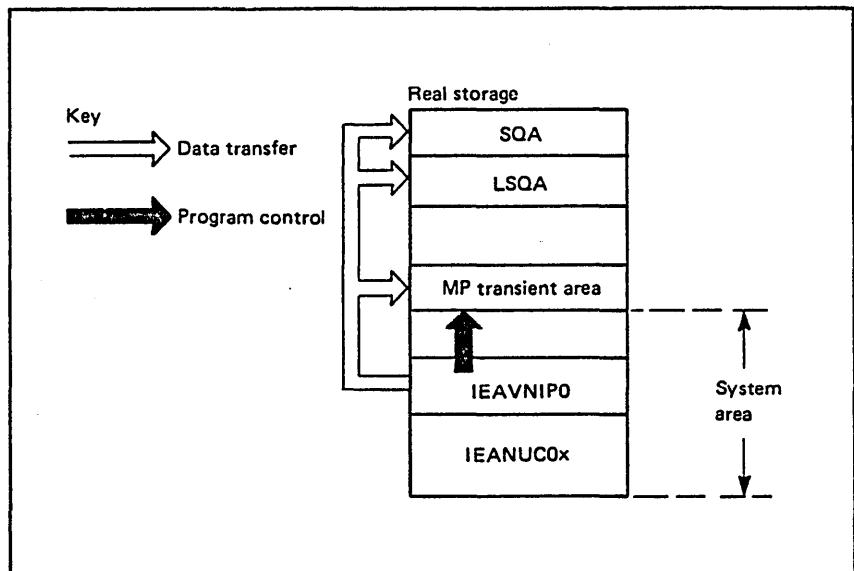 Key
Data transfer
Program control
Real storage
SQA
LSQA
MP transient area
IEAVNIP0
IEANUC0x
System
area